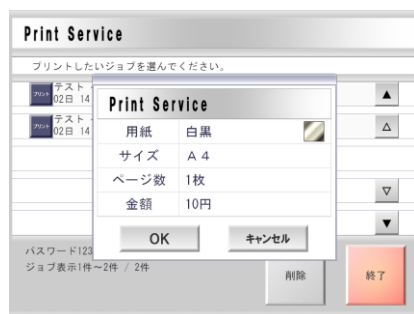 Print Service
プリントしたいジョブを選んでください。
プリント テスト
02日 14
▲
プリント テスト
02日 14
△
Print Service
用紙 白黒
サイズ A4
ページ数 1枚
金額 10円
OK キャンセル
▽
▼
パスワード123
ジョブ表示1件~2件 / 2件
削除 終了